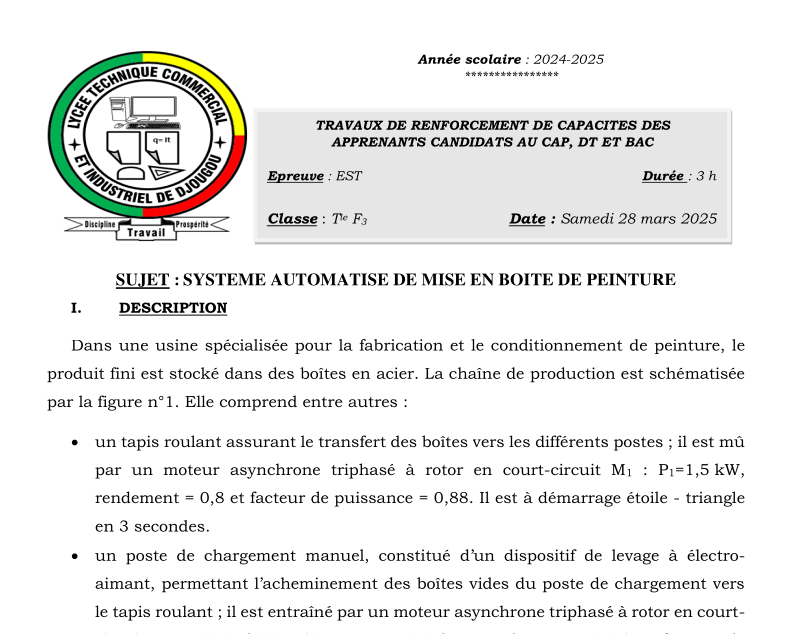 LYCEE TECHNIQUE COMMERCIAL
ET INDUSTRIEL DE DJOUGOU
q= it
Discipline
Travail
Prospérité
Année scolaire : 2024-2025
****************
TRAVAUX DE RENFORCEMENT DE CAPACITES DES
APPRENANTS CANDIDATS AU CAP, DT ET BAC
Epreuve : EST
Durée : 3 h
Classe : Tle F3
Date : Samedi 28 mars 2025
SUJET : SYSTEME AUTOMATISE DE MISE EN BOITE DE PEINTURE
I. DESCRIPTION
Dans une usine spécialisée pour la fabrication et le conditionnement de peinture, le
produit fini est stocké dans des boîtes en acier. La chaîne de production est schématisée
par la figure n°1. Elle comprend entre autres :
• un tapis roulant assurant le transfert des boîtes vers les différents postes ; il est mû
par un moteur asynchrone triphasé à rotor en court-circuit M1 : P1=1,5 kW,
rendement = 0,8 et facteur de puissance = 0,88. Il est à démarrage étoile - triangle
en 3 secondes.
• un poste de chargement manuel, constitué d'un dispositif de levage à électro-
aimant, permettant l'acheminement des boîtes vides du poste de chargement vers
le tapis roulant ; il est entraîné par un moteur asynchrone triphasé à rotor en court-